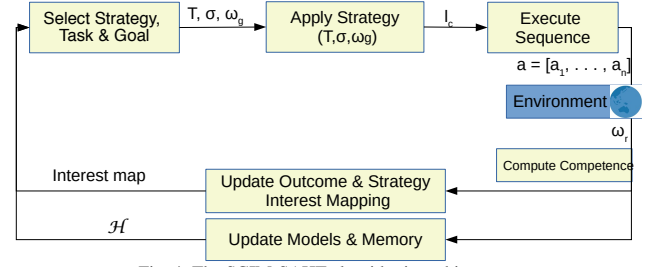 Select Strategy,
Task & Goal
T, σ, ω_g
Apply Strategy
(T,σ,ωg)
l_c
Execute
Sequence
a = [a_1, . . . , a_n]
Environment
ω_r
Compute Competence
Interest map
Update Outcome & Strategy
Interest Mapping
ℋ
Update Models & Memory